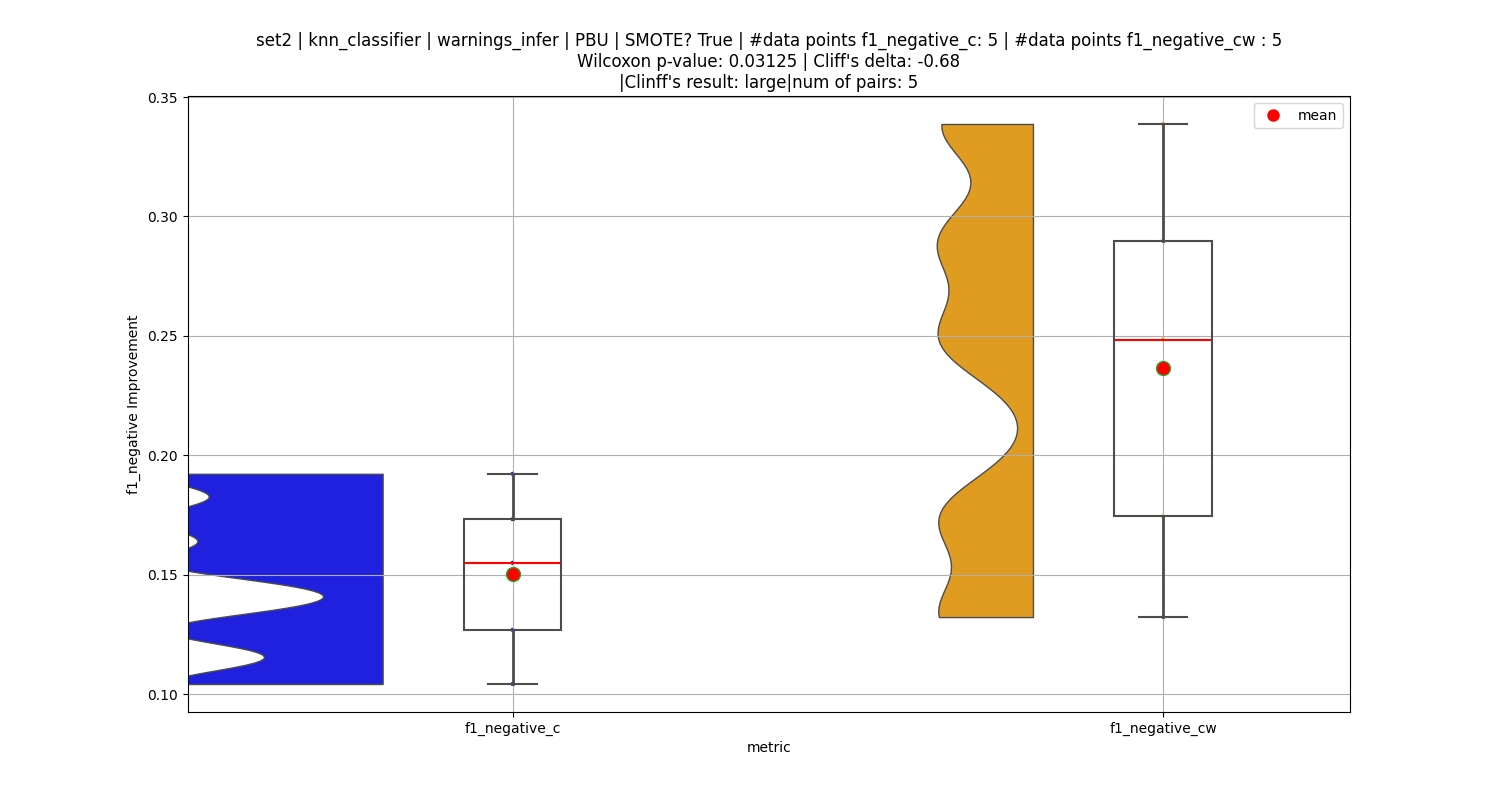 set2 | knn_classifier | warnings_infer | PBU | SMOTE? True | #data points f1_negative_c: 5 | #data points f1_negative_cw : 5
Wilcoxon p-value: 0.03125 | Cliff's delta: -0.68
|Clinff's result: large|num of pairs: 5
mean
f1_negative Improvement
0.35
0.30
0.25
0.20
0.15
0.10
f1_negative_c
f1_negative_cw
metric